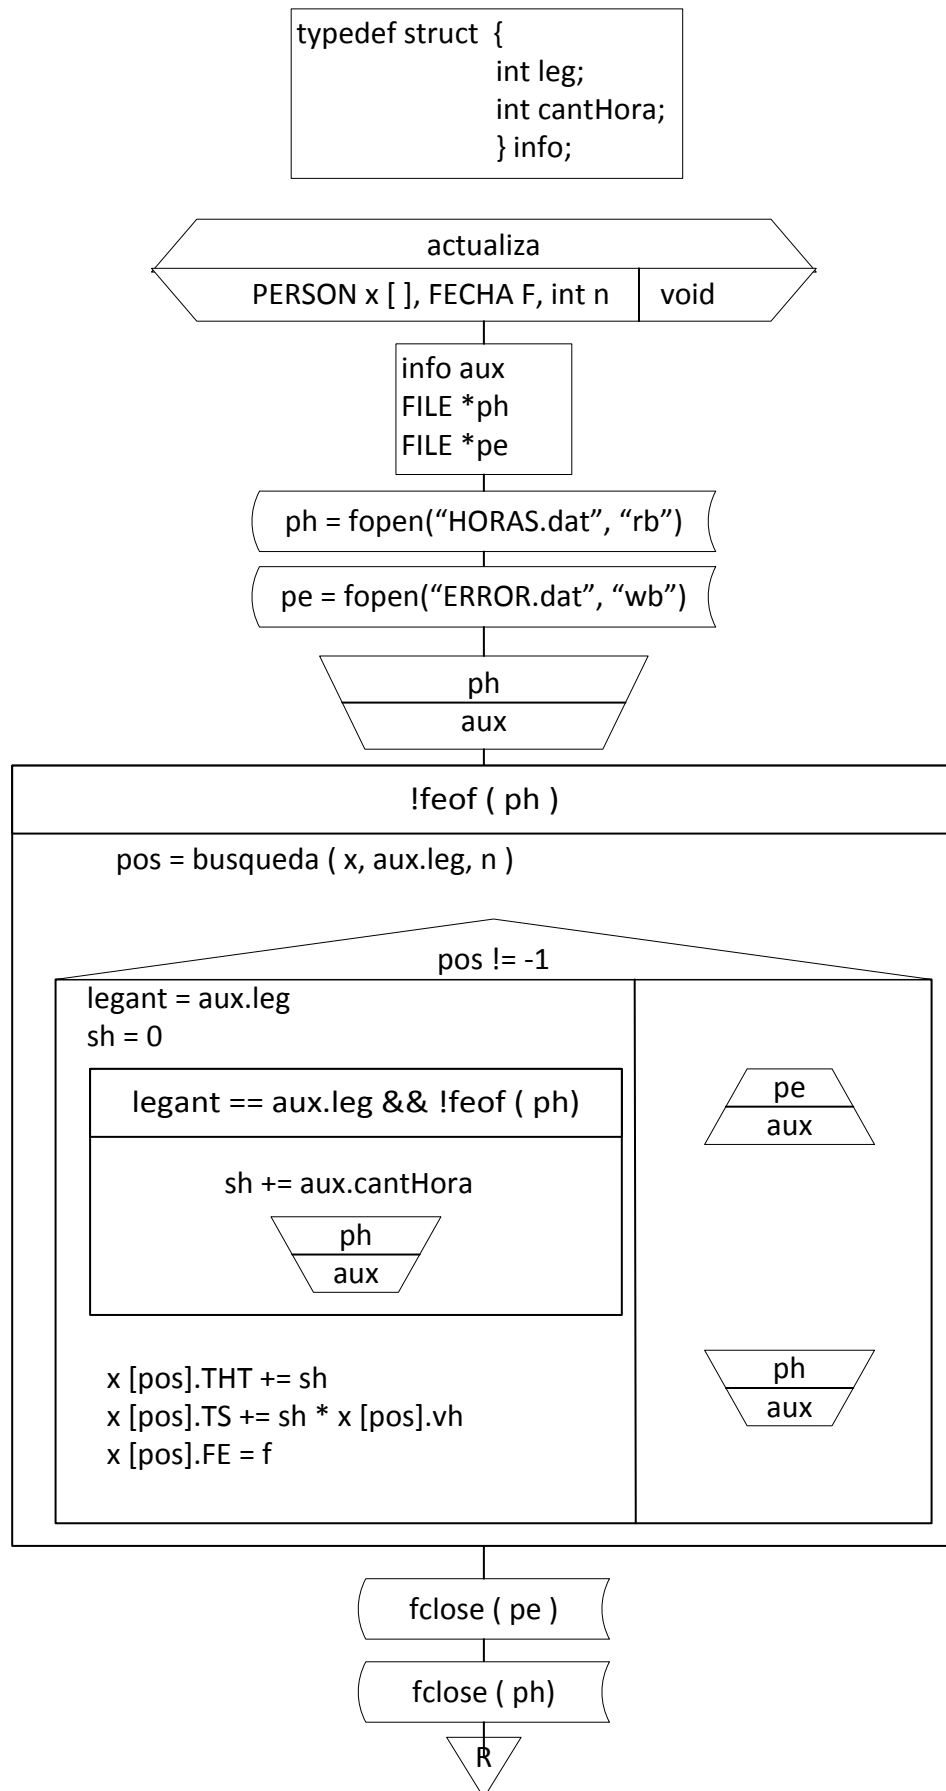 typedef struct {
int leg;
int cantHora;
} info;
actualiza
PERSON x [ ], FECHA F, int n
void
info aux
FILE *ph
FILE *pe
ph = fopen(“HORAS.dat”, “rb”)
pe = fopen(“ERROR.dat”, “wb”)
ph
aux
!feof ( ph )
pos = busqueda ( x, aux.leg, n )
pos != -1
legant = aux.leg
sh = 0
legant == aux.leg && !feof ( ph)
sh += aux.cantHora
ph
aux
x [pos].THT += sh
x [pos].TS += sh * x [pos].vh
x [pos].FE = f
pe
aux
ph
aux
fclose ( pe )
fclose ( ph)
R